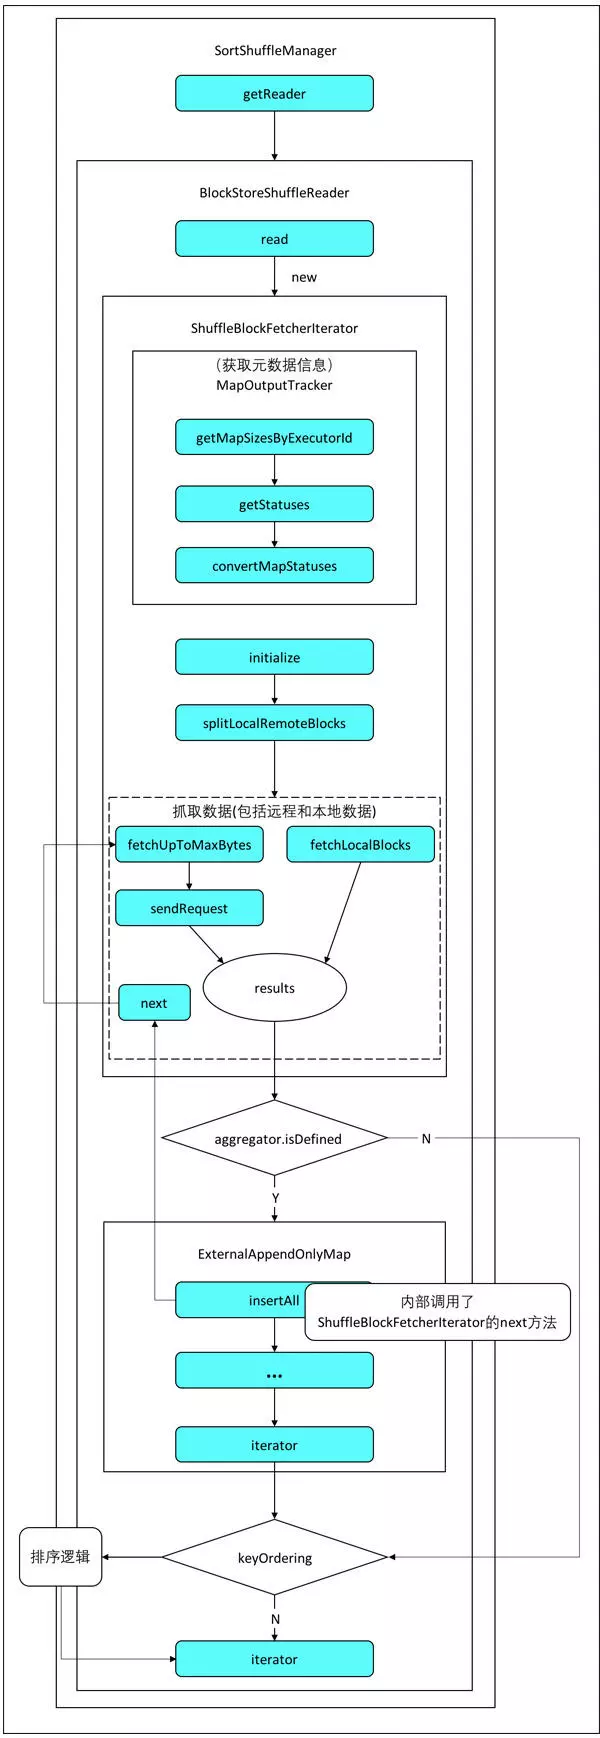 SortShuffleManager
getReader
BlockStoreShuffleReader
read
new
ShuffleBlockFetcherIterator
（获取元数据信息）
MapOutputTracker
getMapSizesByExecutorId
getStatuses
convertMapStatuses
initialize
splitLocalRemoteBlocks
抓取数据(包括远程和本地数据)
fetchUpToMaxBytes
fetchLocalBlocks
sendRequest
results
next
aggregator.isDefined
N
Y
ExternalAppendOnlyMap
insertAll
内部调用了
ShuffleBlockFetcherIterator的next方法
...
iterator
排序逻辑
keyOrdering
N
iterator